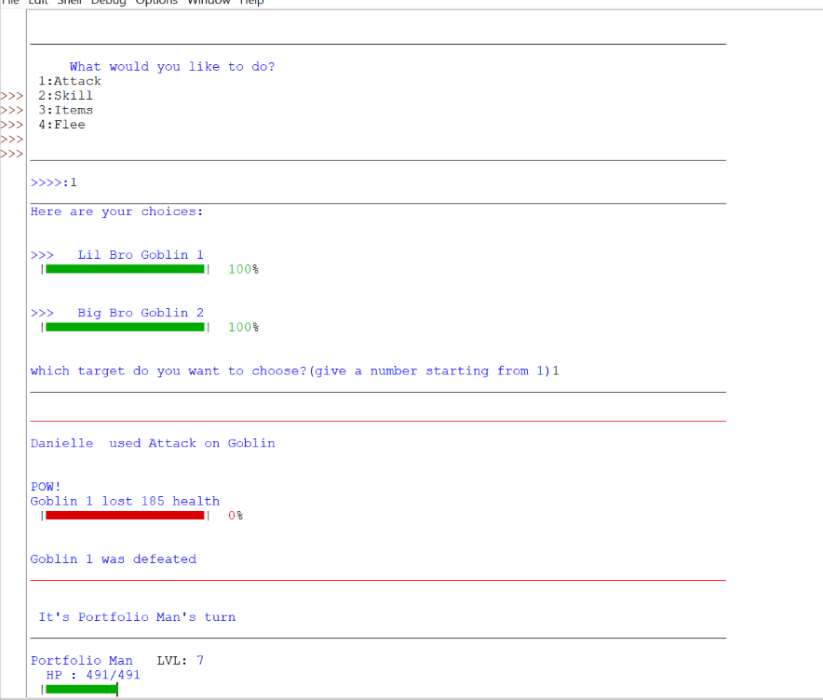 File Edit Shell Debug Options Window Help
What would you like to do?
1:Attack
>>> 2:Skill
>>> 3:Items
>>> 4:Flee
>>>
>>>
>>>>:1
Here are your choices:
>>> Lil Bro Goblin 1
| | 100%
>>> Big Bro Goblin 2
| | 100%
which target do you want to choose?(give a number starting from 1)1
Danielle  used Attack on Goblin
POW!
Goblin 1 lost 185 health
| | 0%
Goblin 1 was defeated
It's Portfolio Man's turn
Portfolio Man   LVL: 7
HP : 491/491
|